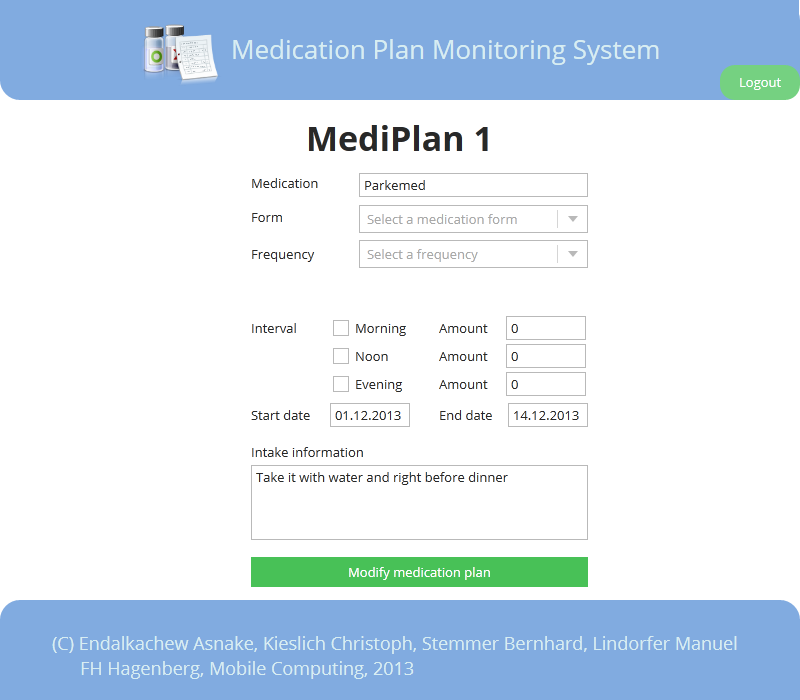 Medication Plan Monitoring System
Logout
MediPlan 1
Medication Parkemed
Form Select a medication form
Frequency Select a frequency
Interval Morning Amount 0
Noon Amount 0
Evening Amount 0
Start date 01.12.2013 End date 14.12.2013
Intake information
Take it with water and right before dinner
Modify medication plan
(C) Endalkachew Asnake, Kieslich Christoph, Stemmer Bernhard, Lindorfer Manuel
FH Hagenberg, Mobile Computing, 2013